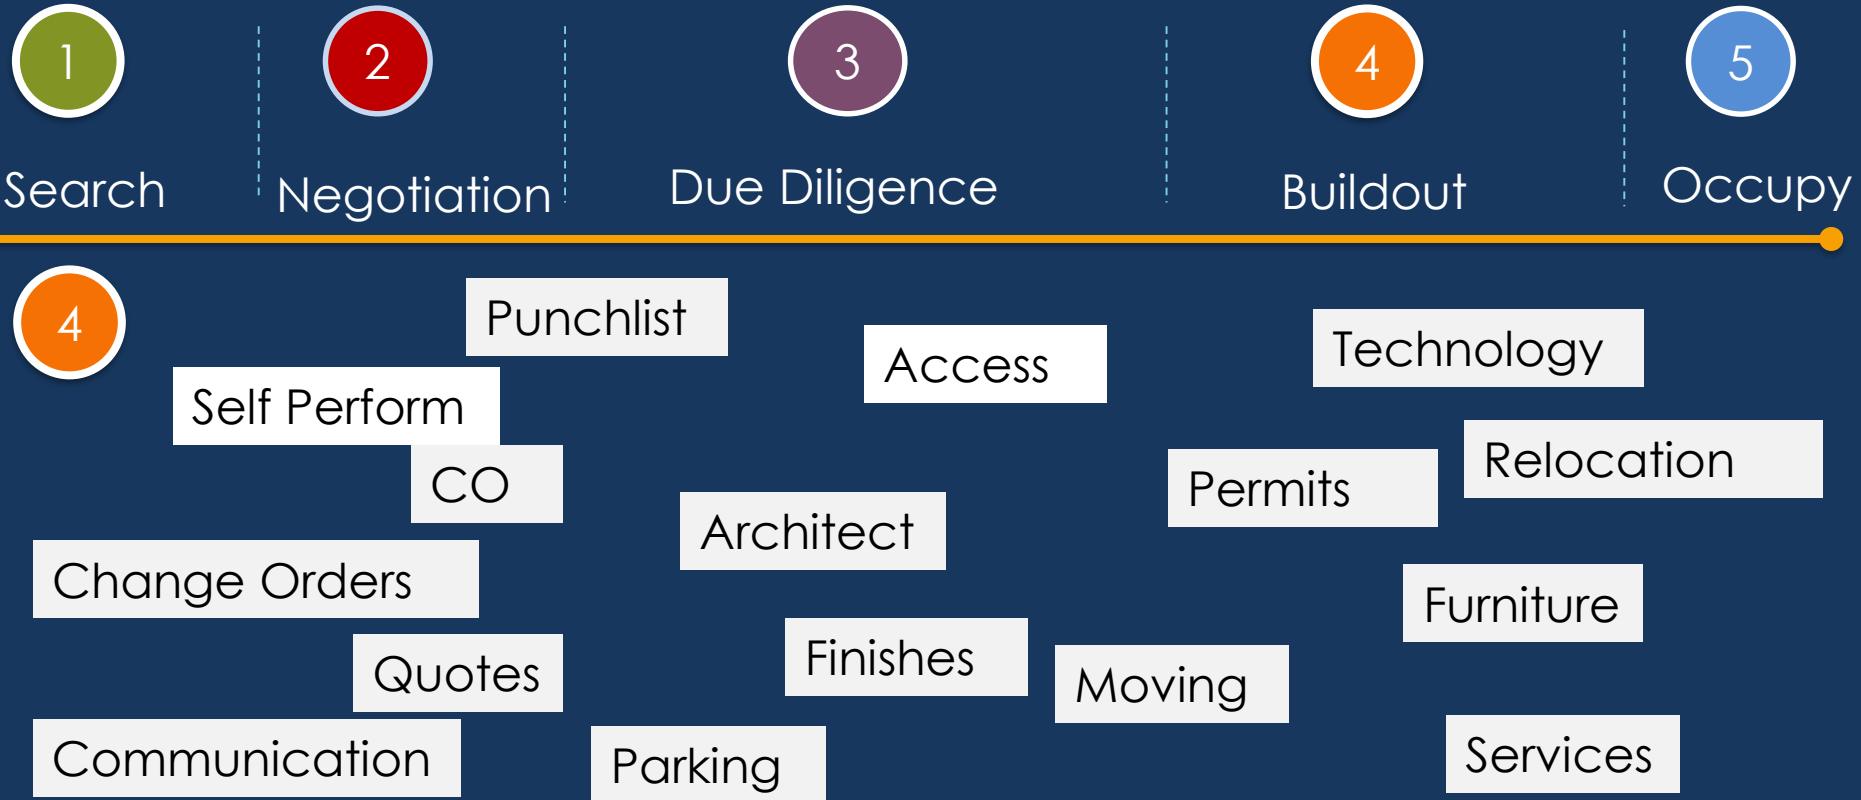 1
2
3
4
5
Search
Negotiation
Due Diligence
Buildout
Occupy
4
Punchlist
Access
Technology
Self Perform
CO
Relocation
Permits
Architect
Change Orders
Furniture
Quotes
Finishes
Moving
Communication
Parking
Services